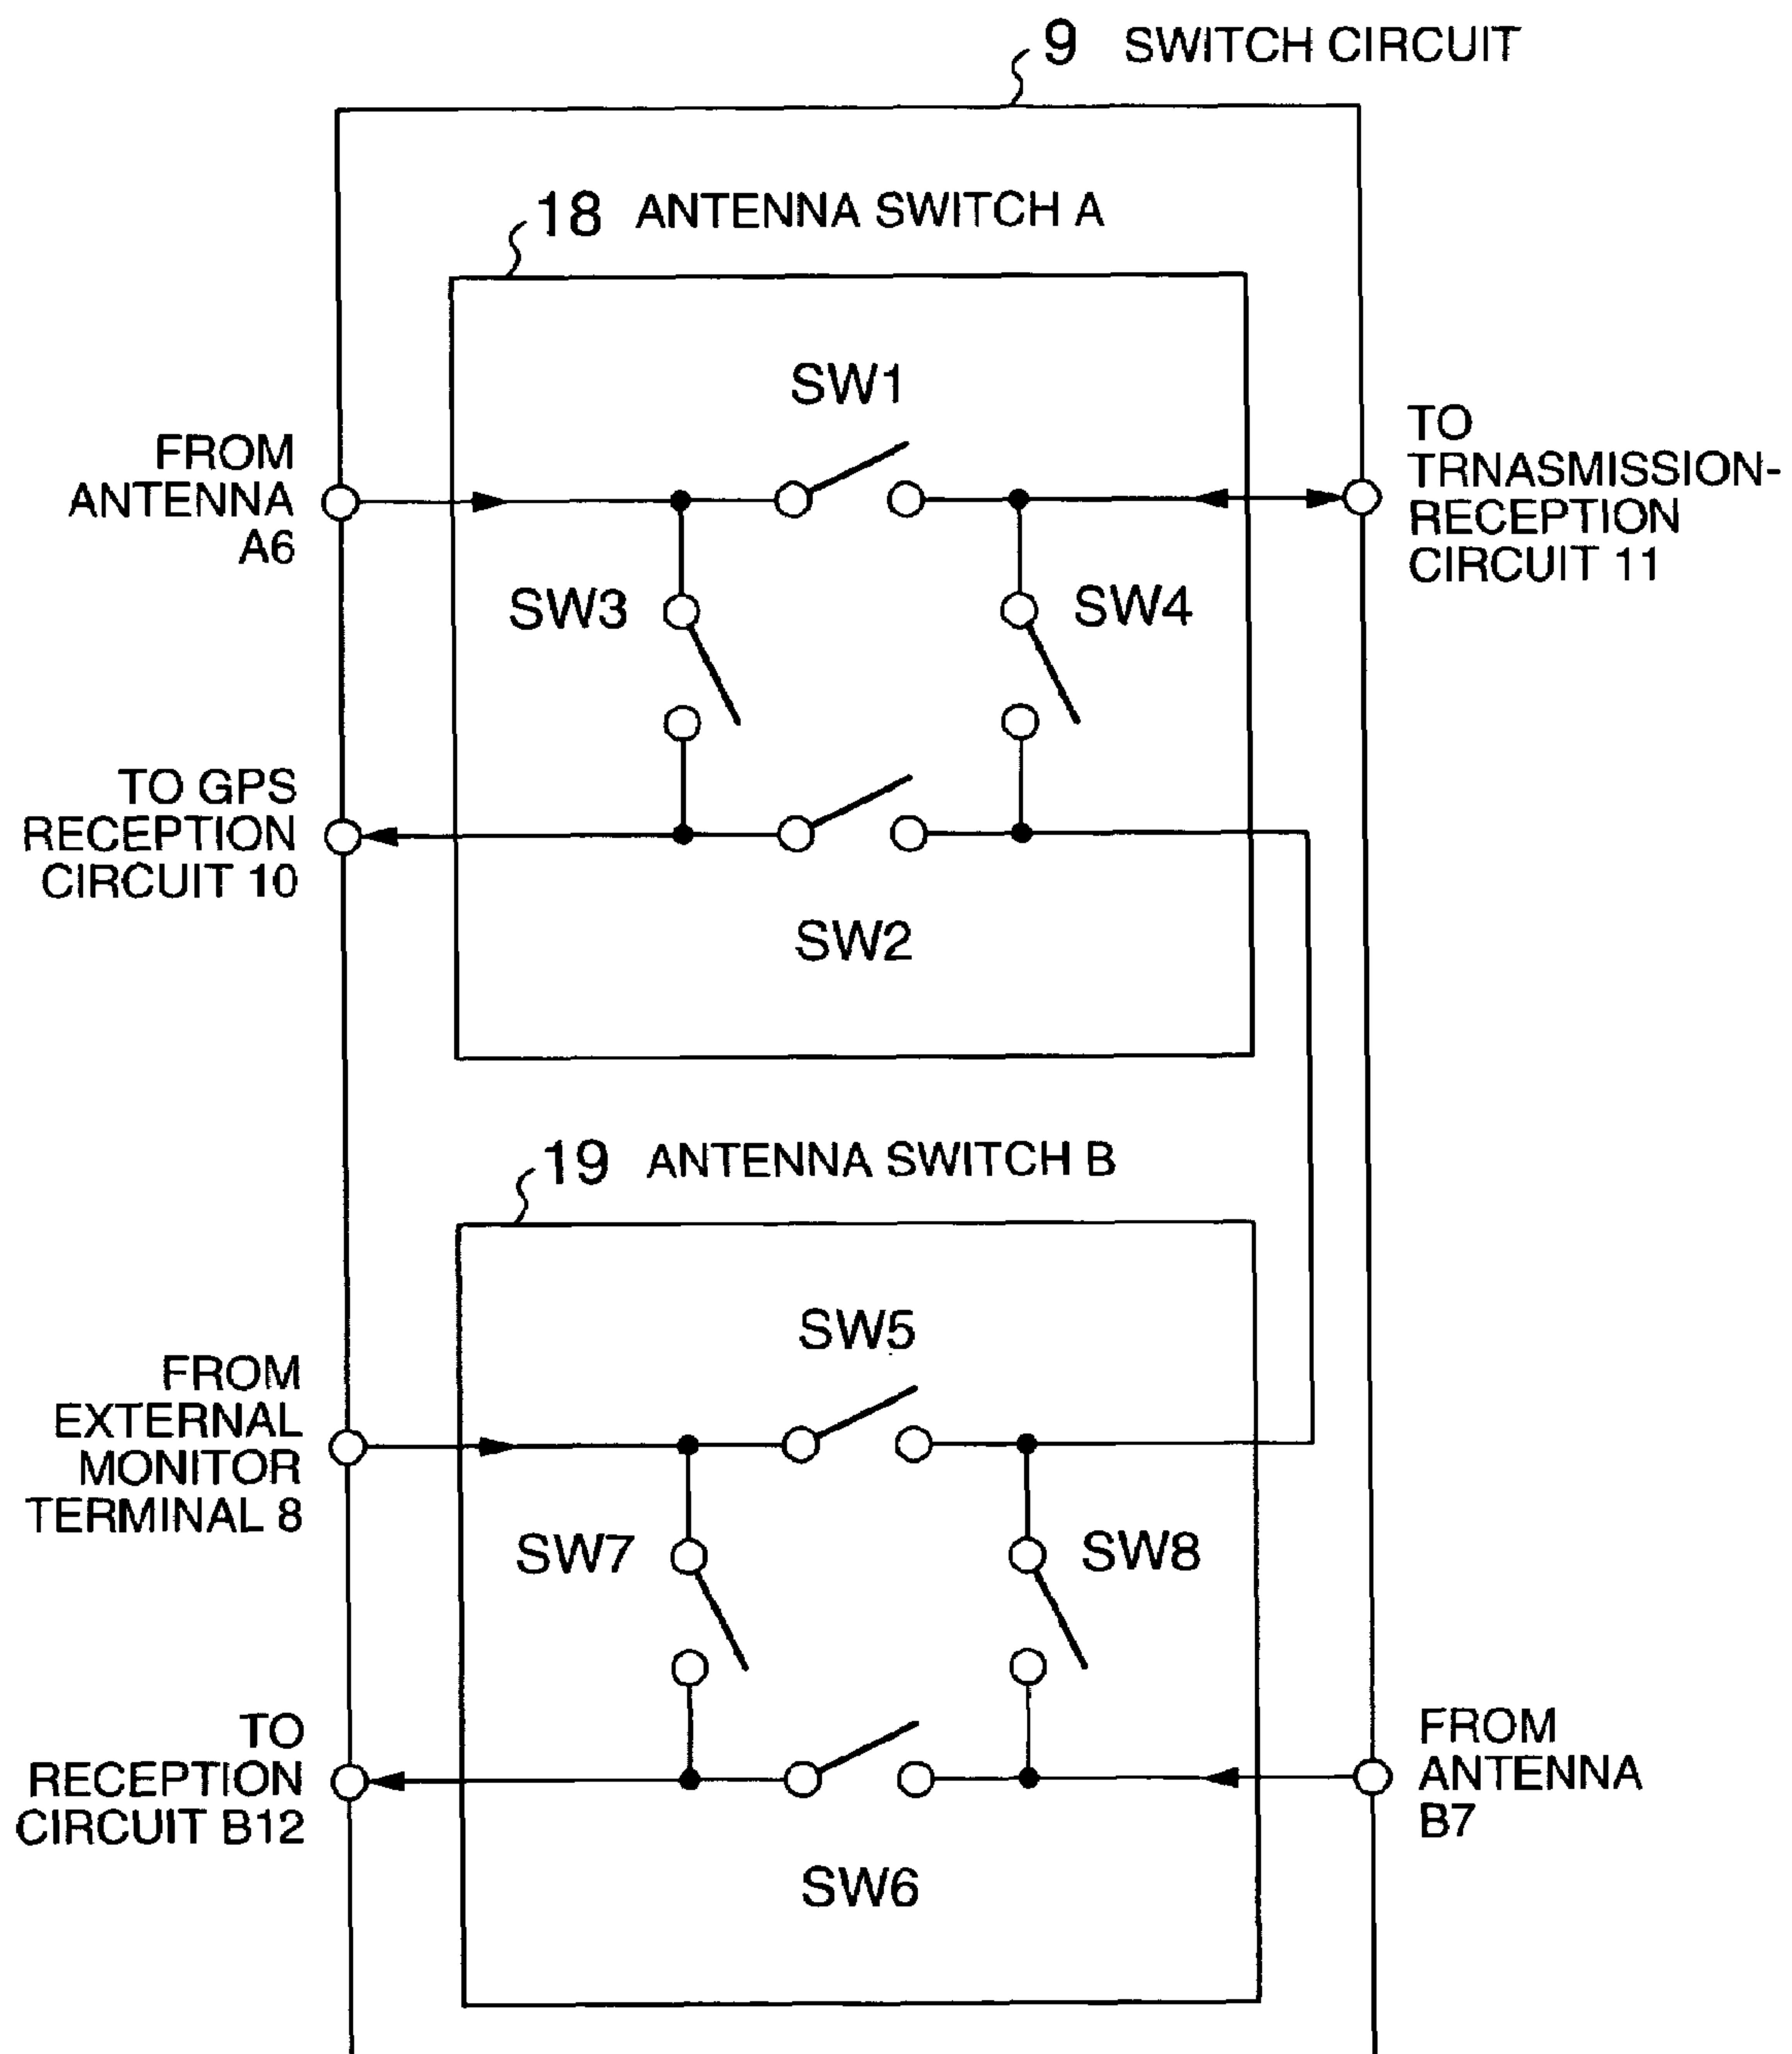 9 SWITCH CIRCUIT
18 ANTENNA SWITCH A
SW1
FROM
ANTENNA
A6
TO
TRNASMISSION-
RECEPTION
CIRCUIT 11
SW3
SW4
TO GPS
RECEPTION
CIRCUIT 10
SW2
19 ANTENNA SWITCH B
SW5
FROM
EXTERNAL
MONITOR
TERMINAL 8
SW7
SW8
TO
RECEPTION
CIRCUIT B12
FROM
ANTENNA
B7
SW6